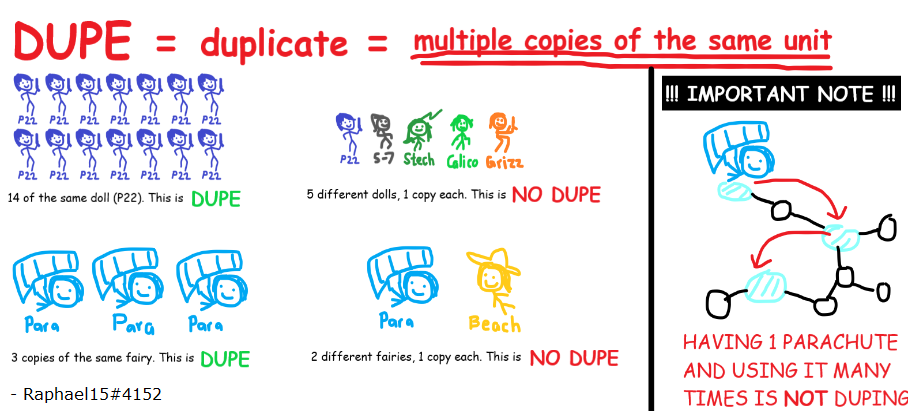 DUPE = duplicate = multiple copies of the same unit
P22 P22 P22 P22 P22 P22 P22
P22 P22 P22 P22 P22 P22 P22
14 of the same doll (P22). This is DUPE
P22 5-7 Stech Calico Grizz
5 different dolls, 1 copy each. This is NO DUPE
Para Para Para
3 copies of the same fairy. This is DUPE
Para Beach
2 different fairies, 1 copy each. This is NO DUPE
- Raphael15#4152
!!! IMPORTANT NOTE !!!
HAVING 1 PARACHUTE
AND USING IT MANY
TIMES IS NOT DUPING